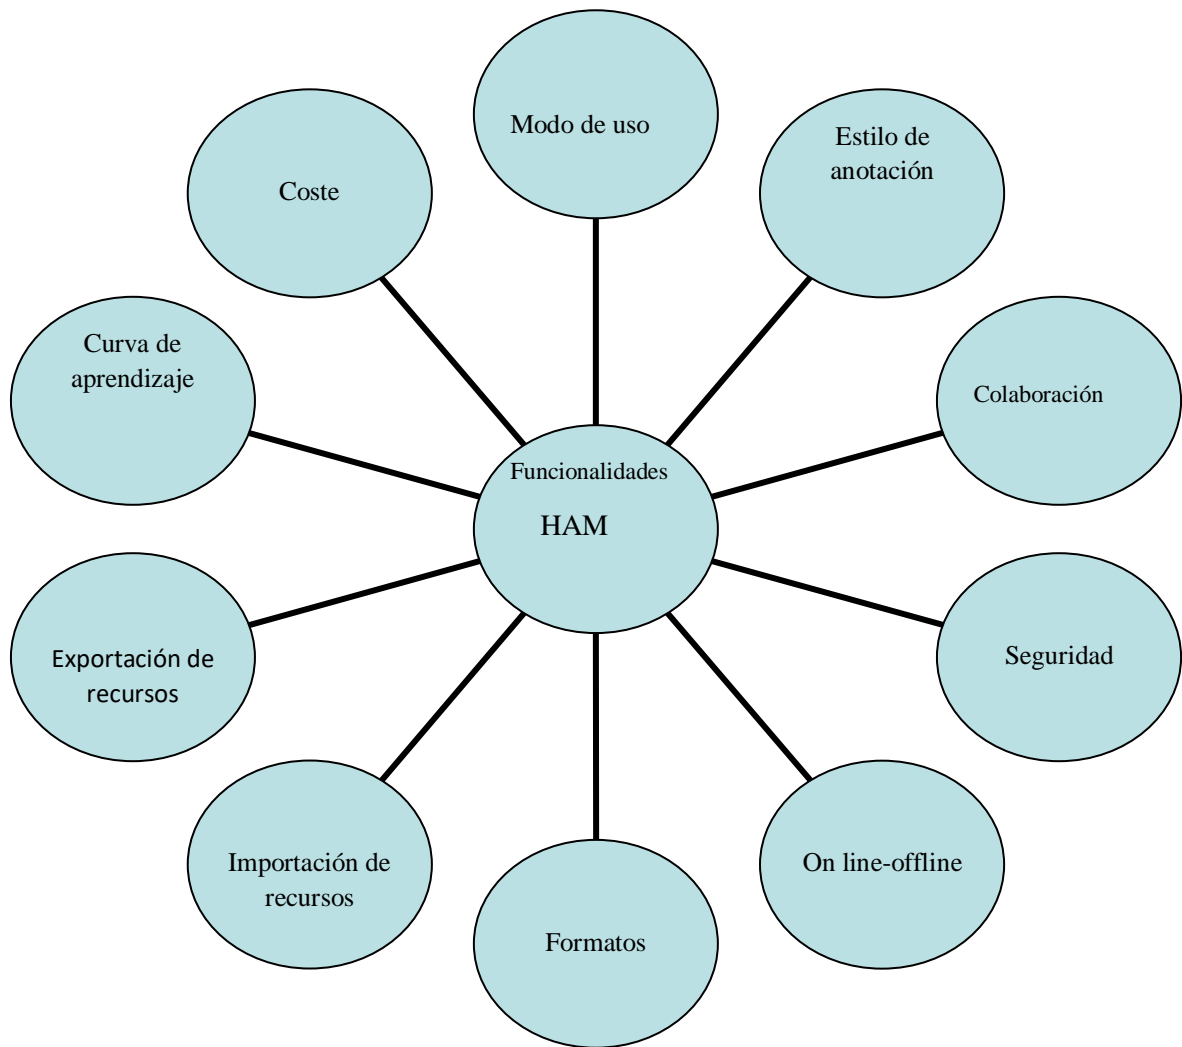 Modo de uso
Estilo de
anotación
Coste
Curva de
aprendizaje
Colaboración
Funcionalidades
HAM
Exportación de
recursos
Seguridad
Importación de
recursos
On line-offline
Formatos